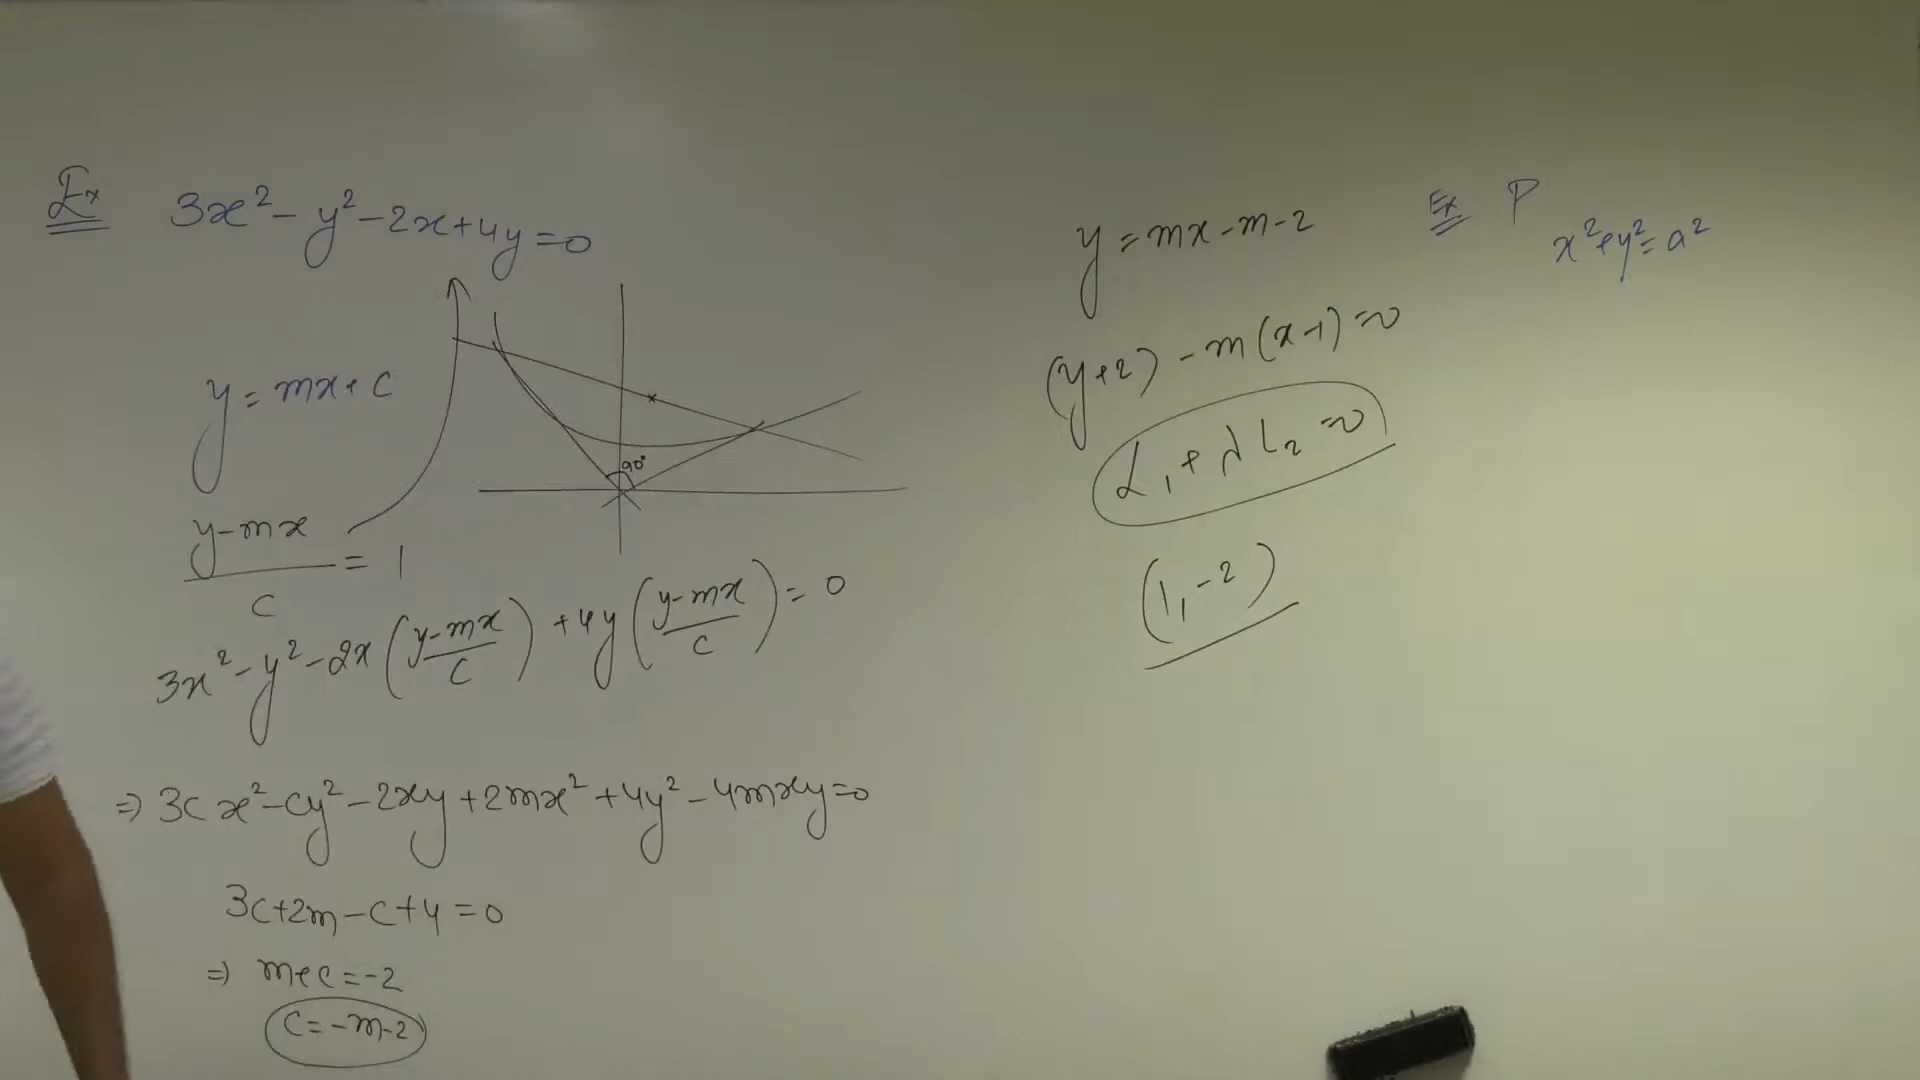 Ex 3x² - y² - 2x + 4y = 0
y = mx + c
90°
(y - mx)/c = 1
3x² - y² - 2x((y - mx)/c) + 4y((y - mx)/c) = 0
⇒ 3cx² - cy² - 2xy + 2mx² + 4y² - 4mxy = 0
3c + 2m - c + 4 = 0
⇒ m + c = -2
c = -m - 2
y = mx - m - 2
(y + 2) - m(x - 1) = 0
L₁ + λL₂ = 0
(1, -2)
Ex P
x² + y² = a²